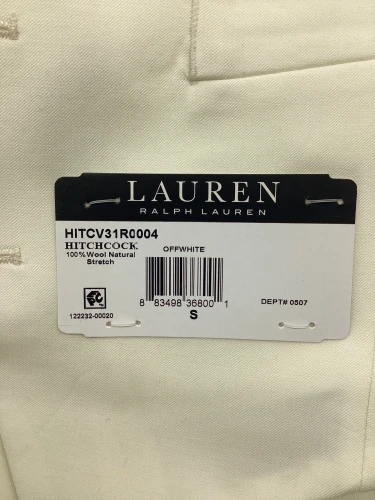 LAUREN
RALPH LAUREN
HITCV31R0004
HITCHCOCK
OFFWHITE
100% Wool Natural
Stretch
8 83498 36800 1
DEPT# 0507
S
122232-00020